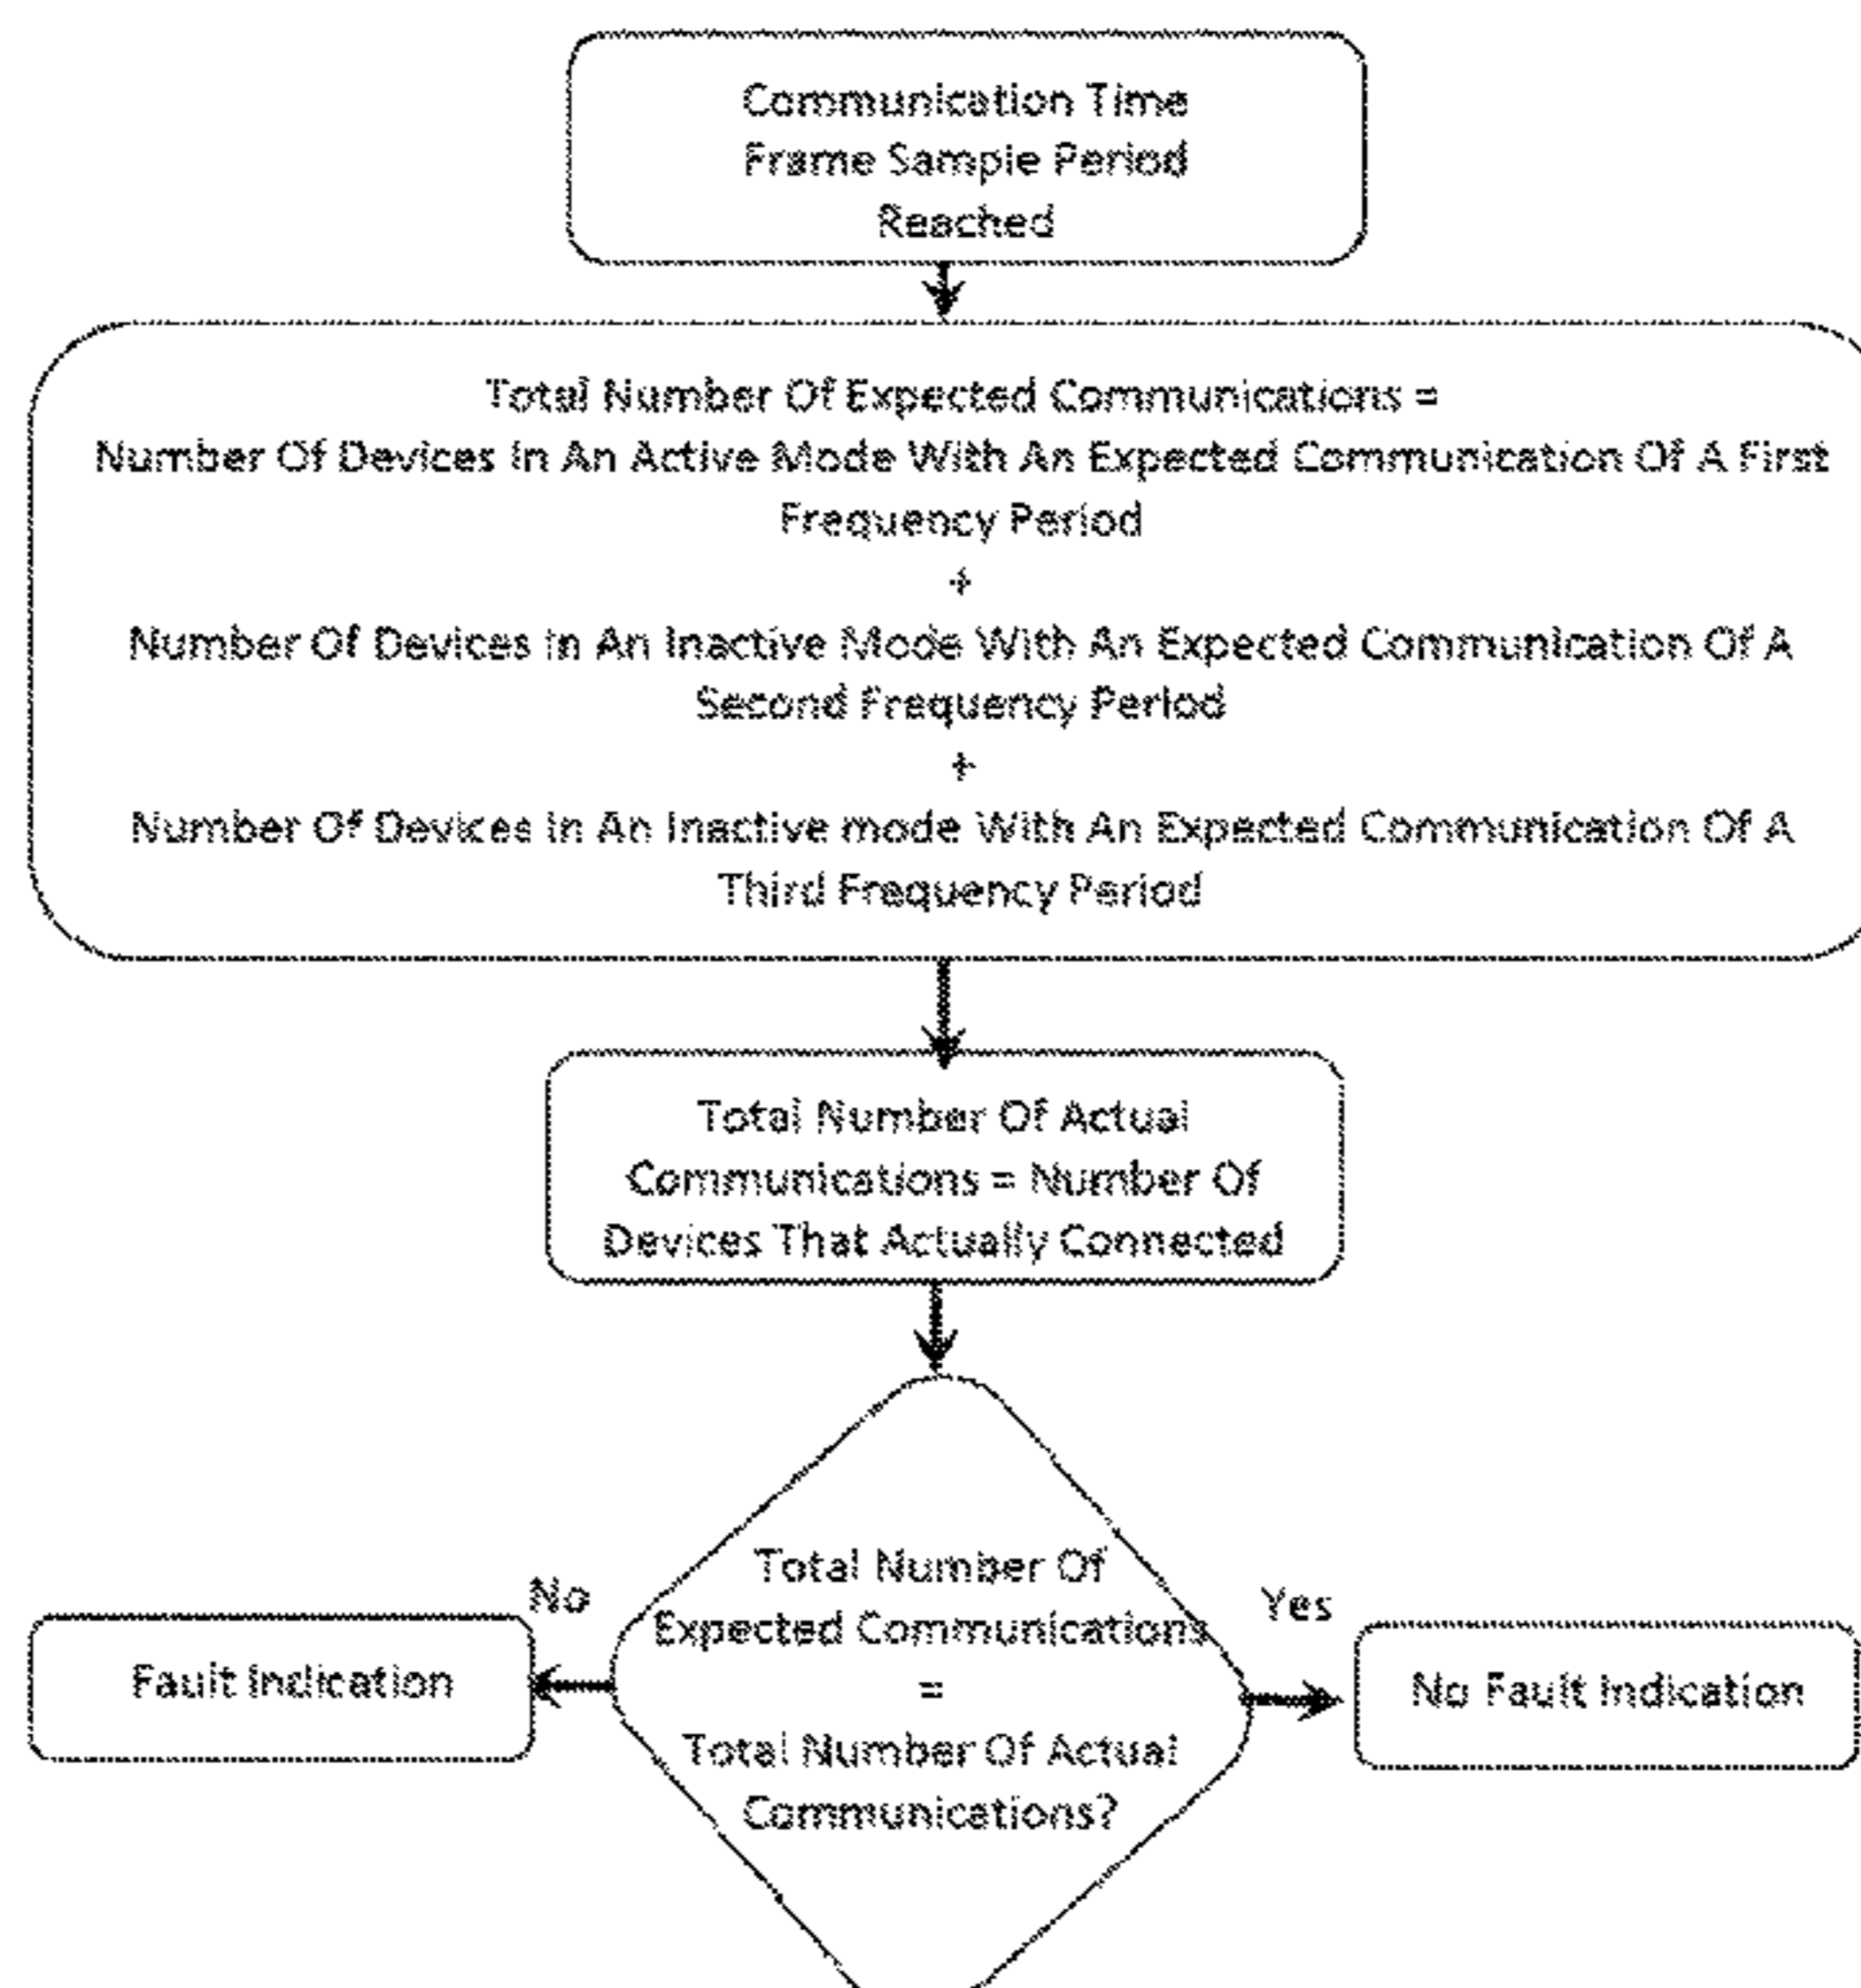 Communication Time
Frame Sample Period
Reached
Total Number Of Expected Communications =
Number Of Devices In An Active Mode With An Expected Communication Of A First
Frequency Period
+
Number Of Devices In An Inactive Mode With An Expected Communication Of A
Second Frequency Period
+
Number Of Devices In An Inactive mode With An Expected Communication Of A
Third Frequency Period
Total Number Of Actual
Communications = Number Of
Devices That Actually Connected
Total Number Of
Expected Communications
=
Total Number Of Actual
Communications?
No
Fault Indication
Yes
No Fault Indication